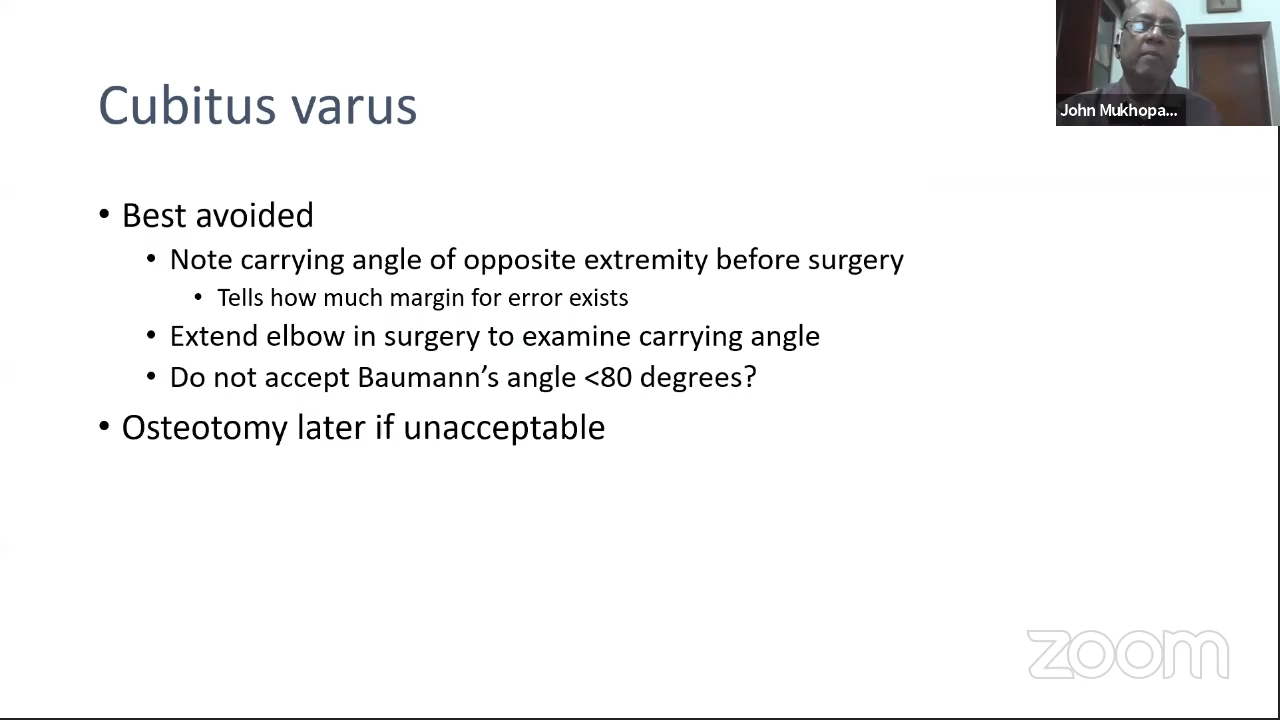 John Mukhopa...
Cubitus varus
• Best avoided
• Note carrying angle of opposite extremity before surgery
• Tells how much margin for error exists
• Extend elbow in surgery to examine carrying angle
• Do not accept Baumann’s angle <80 degrees?
• Osteotomy later if unacceptable
zoom